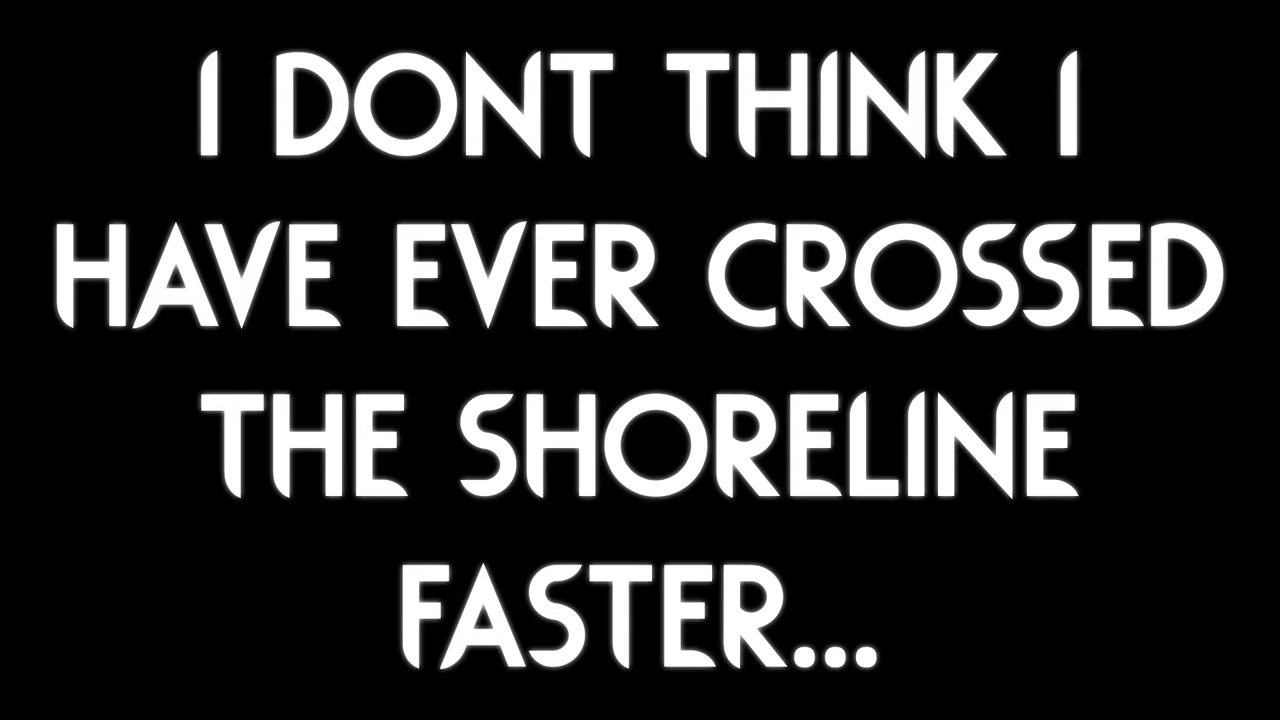 I DONT THINK I
HAVE EVER CROSSED
THE SHORELINE
FASTER...